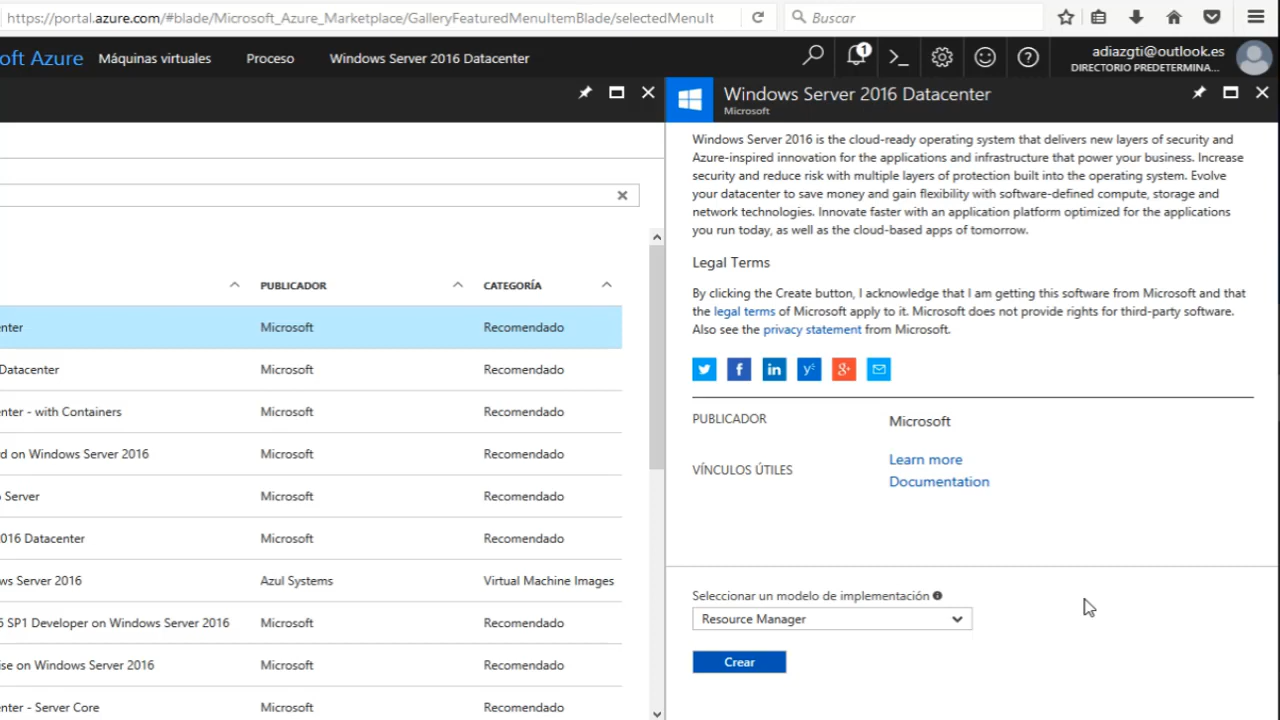 https://portal.azure.com/#blade/Microsoft_Azure_Marketplace/GalleryFeaturedMenuItemBlade/selectedMenuIt
Buscar
oft Azure Máquinas virtuales Proceso Windows Server 2016 Datacenter
1
adiazgti@outlook.es
DIRECTORIO PREDETERMINA...
Windows Server 2016 Datacenter
Microsoft
PUBLICADOR CATEGORÍA
enter Microsoft Recomendado
Datacenter Microsoft Recomendado
enter - with Containers Microsoft Recomendado
d on Windows Server 2016 Microsoft Recomendado
Server Microsoft Recomendado
2016 Datacenter Microsoft Recomendado
ws Server 2016 Azul Systems Virtual Machine Images
SP1 Developer on Windows Server 2016 Microsoft Recomendado
ise on Windows Server 2016 Microsoft Recomendado
enter - Server Core Microsoft Recomendado
Windows Server 2016 is the cloud-ready operating system that delivers new layers of security and
Azure-inspired innovation for the applications and infrastructure that power your business. Increase
security and reduce risk with multiple layers of protection built into the operating system. Evolve
your datacenter to save money and gain flexibility with software-defined compute, storage and
network technologies. Innovate faster with an application platform optimized for the applications
you run today, as well as the cloud-based apps of tomorrow.
Legal Terms
By clicking the Create button, I acknowledge that I am getting this software from Microsoft and that
the legal terms of Microsoft apply to it. Microsoft does not provide rights for third-party software.
Also see the privacy statement from Microsoft.
PUBLICADOR Microsoft
VÍNCULOS ÚTILES
Learn more
Documentation
Seleccionar un modelo de implementación
Resource Manager
Crear